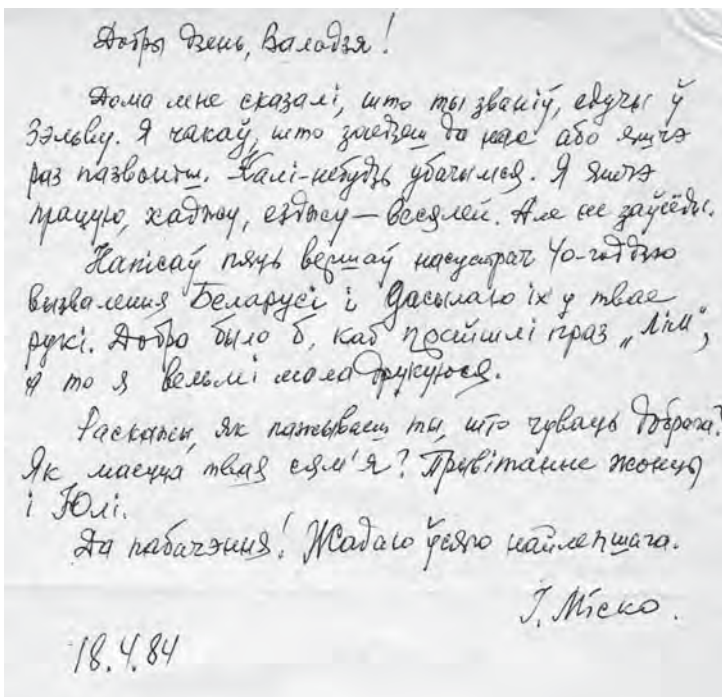 Добры дзень, Валодзя!
Дома мне сказалі, што ты званіў, едучы ў
Зэльву. Я чакаў, што заедзеш да нас або яшчэ
раз пазвоніш. Калі-небудзь убачымся. Я яшчэ
працую, хаджу, езджу — веселей. Але не заўсёды.
Напісаў пяць вершаў насустрач 40-годдзю
вызвалення Беларусі і дасылаю іх у твае
рукі. Добра было б, каб прайшлі праз „ЛіМ",
а то я вельмі мала друкуюся.
Раскажы, як пажываеш ты, што чуваць добрага?
Як маецца твая сям'я? Прывітанне жонцы
і Юлі.
Да пабачэння! Жадаю ўсяго найлепшага.
І. Міско.
18.4.84